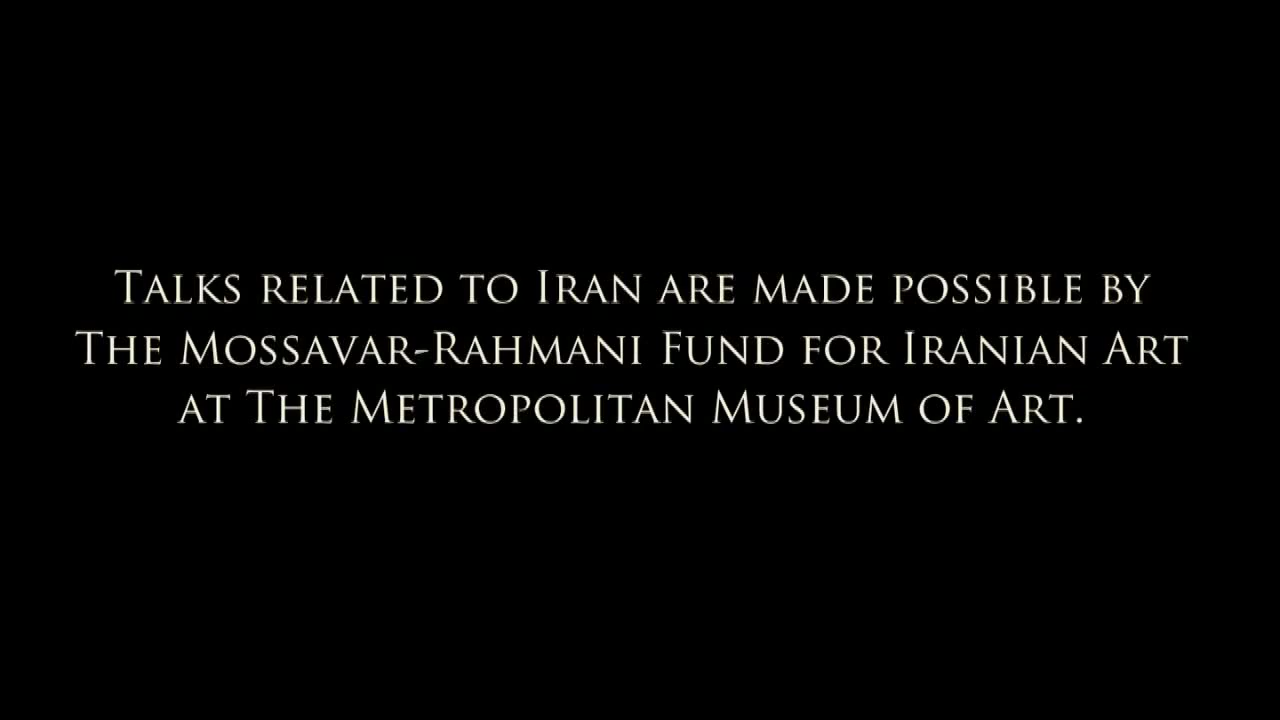 Talks related to Iran are made possible by
The Mossavar-Rahmani Fund for Iranian Art
at The Metropolitan Museum of Art.